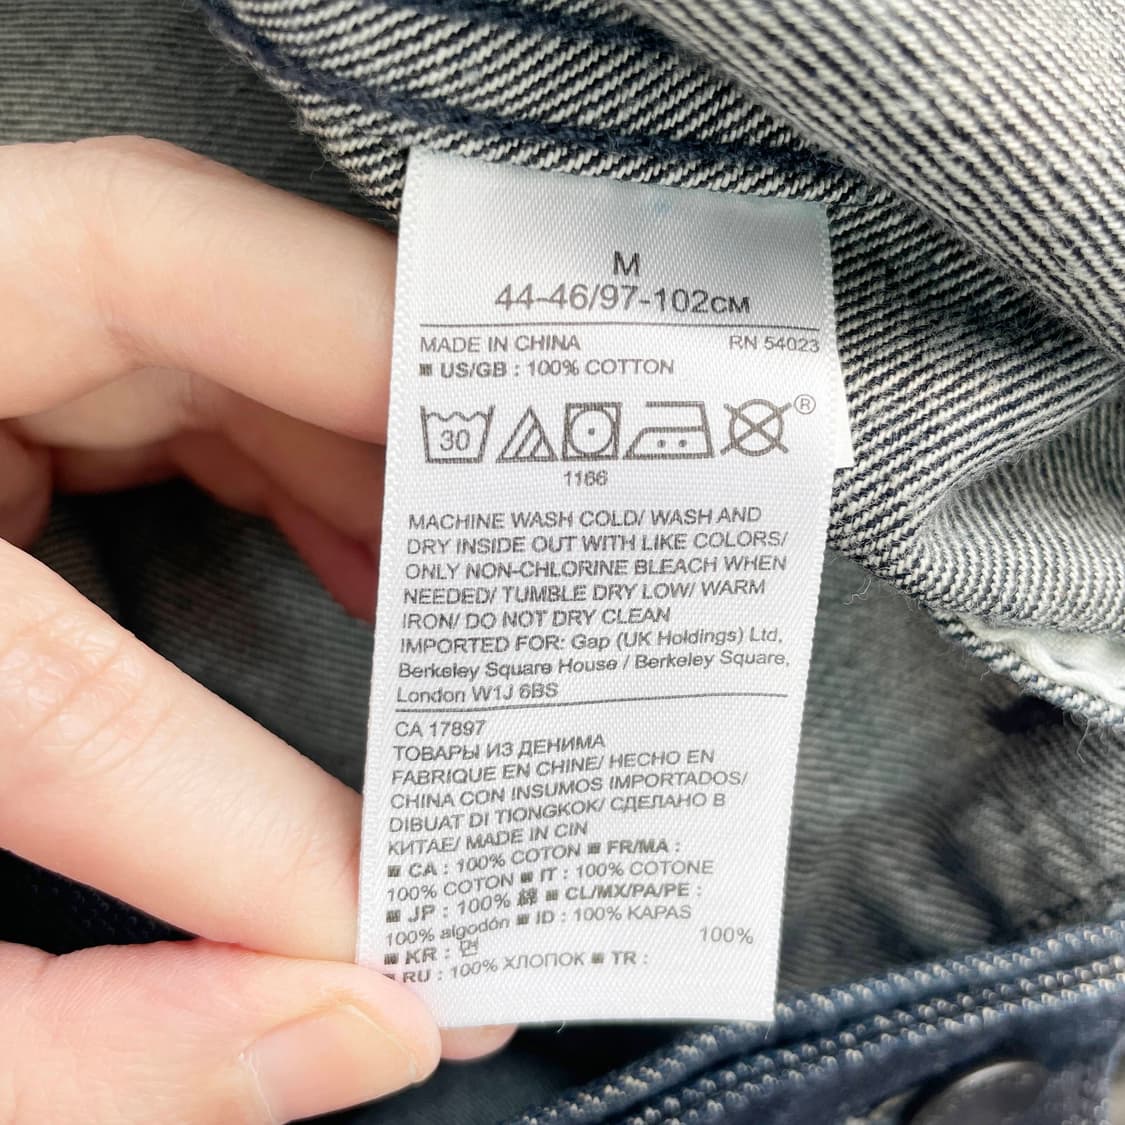 M
44-46/97-102CM
MADE IN CHINA RN 54023
US/GB : 100% COTTON
30 ®
1166
MACHINE WASH COLD/ WASH AND
DRY INSIDE OUT WITH LIKE COLORS/
ONLY NON-CHLORINE BLEACH WHEN
NEEDED/ TUMBLE DRY LOW/ WARM
IRON/ DO NOT DRY CLEAN
IMPORTED FOR: Gap (UK Holdings) Ltd,
Berkeley Square House / Berkeley Square,
London W1J 6BS
CA 17897
ТОВАРЫ ИЗ ДЕНИМА
FABRIQUE EN CHINE/ HECHO EN
CHINA CON INSUMOS IMPORTADOS/
DIBUAT DI TIONGKOK/ СДЕЛАНО В
КИТАЕ/ MADE IN CIN
■ CA : 100% COTON ■ FR/MA :
100% COTON ■ IT : 100% COTONE
■ JP : 100% 綿 ■ CL/MX/PA/PE :
100% algodón ■ ID : 100% KAPAS
■ KR : 100%
■ RU : 100% ХЛОПОК ■ TR :